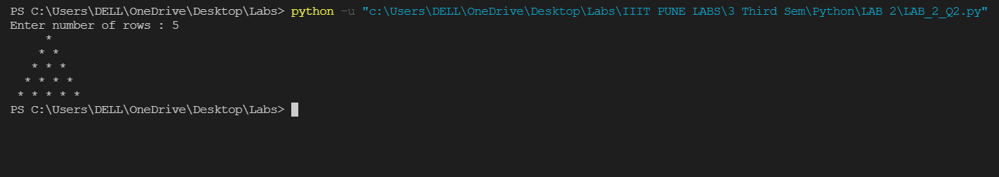 PS C:\Users\DELL\OneDrive\Desktop\Labs> python -u "c:\Users\DELL\OneDrive\Desktop\Labs\IIIT PUNE LABS\3 Third Sem\Python\LAB 2\LAB_2_Q2.py"
Enter number of rows : 5
     *
    * *
   * * *
  * * * *
 * * * * *
PS C:\Users\DELL\OneDrive\Desktop\Labs>